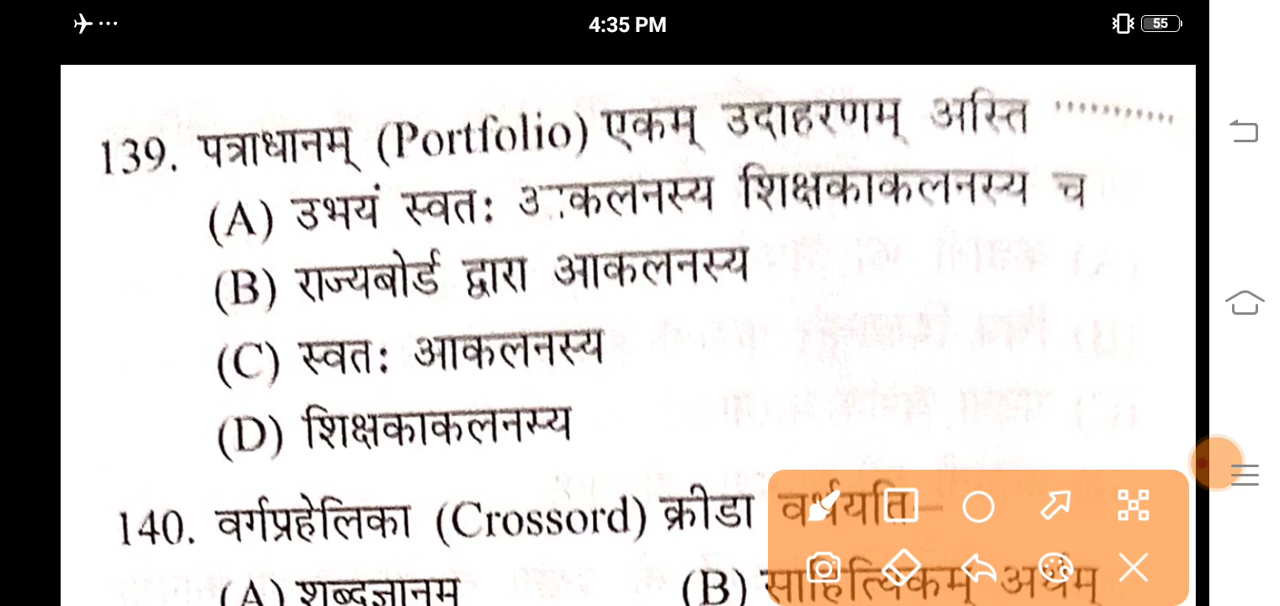 4:35 PM
55
139. पत्राधानम् (Portfolio) एकम् उदाहरणम् अस्ति ...........
(A) उभयं स्वतः शिक्षकाकलनस्य च
(B) राज्यबोर्ड द्वारा आकलनस्य
(C) स्वतः आकलनस्य
(D) शिक्षकाकलनस्य
140. वर्गप्रहेलिका (Crossord) क्रीडा
(A) शब्दज्ञानम् (B) साहित्यिकम्